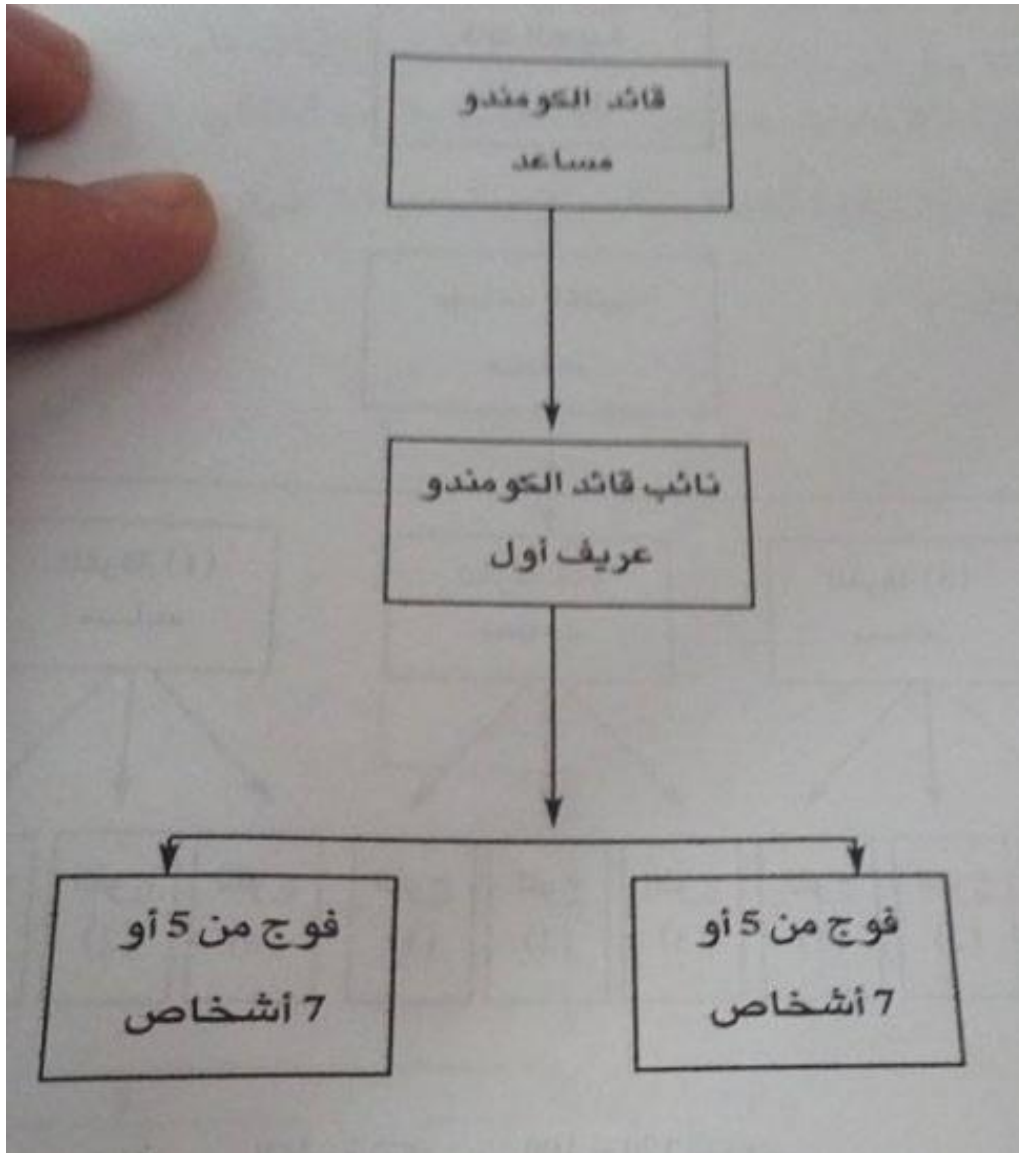 قائد الكومندو
مساعد
نائب قائد الكومندو
عريف أول
فوج من 5 أو
7 أشخاص
فوج من 5 أو
7 أشخاص